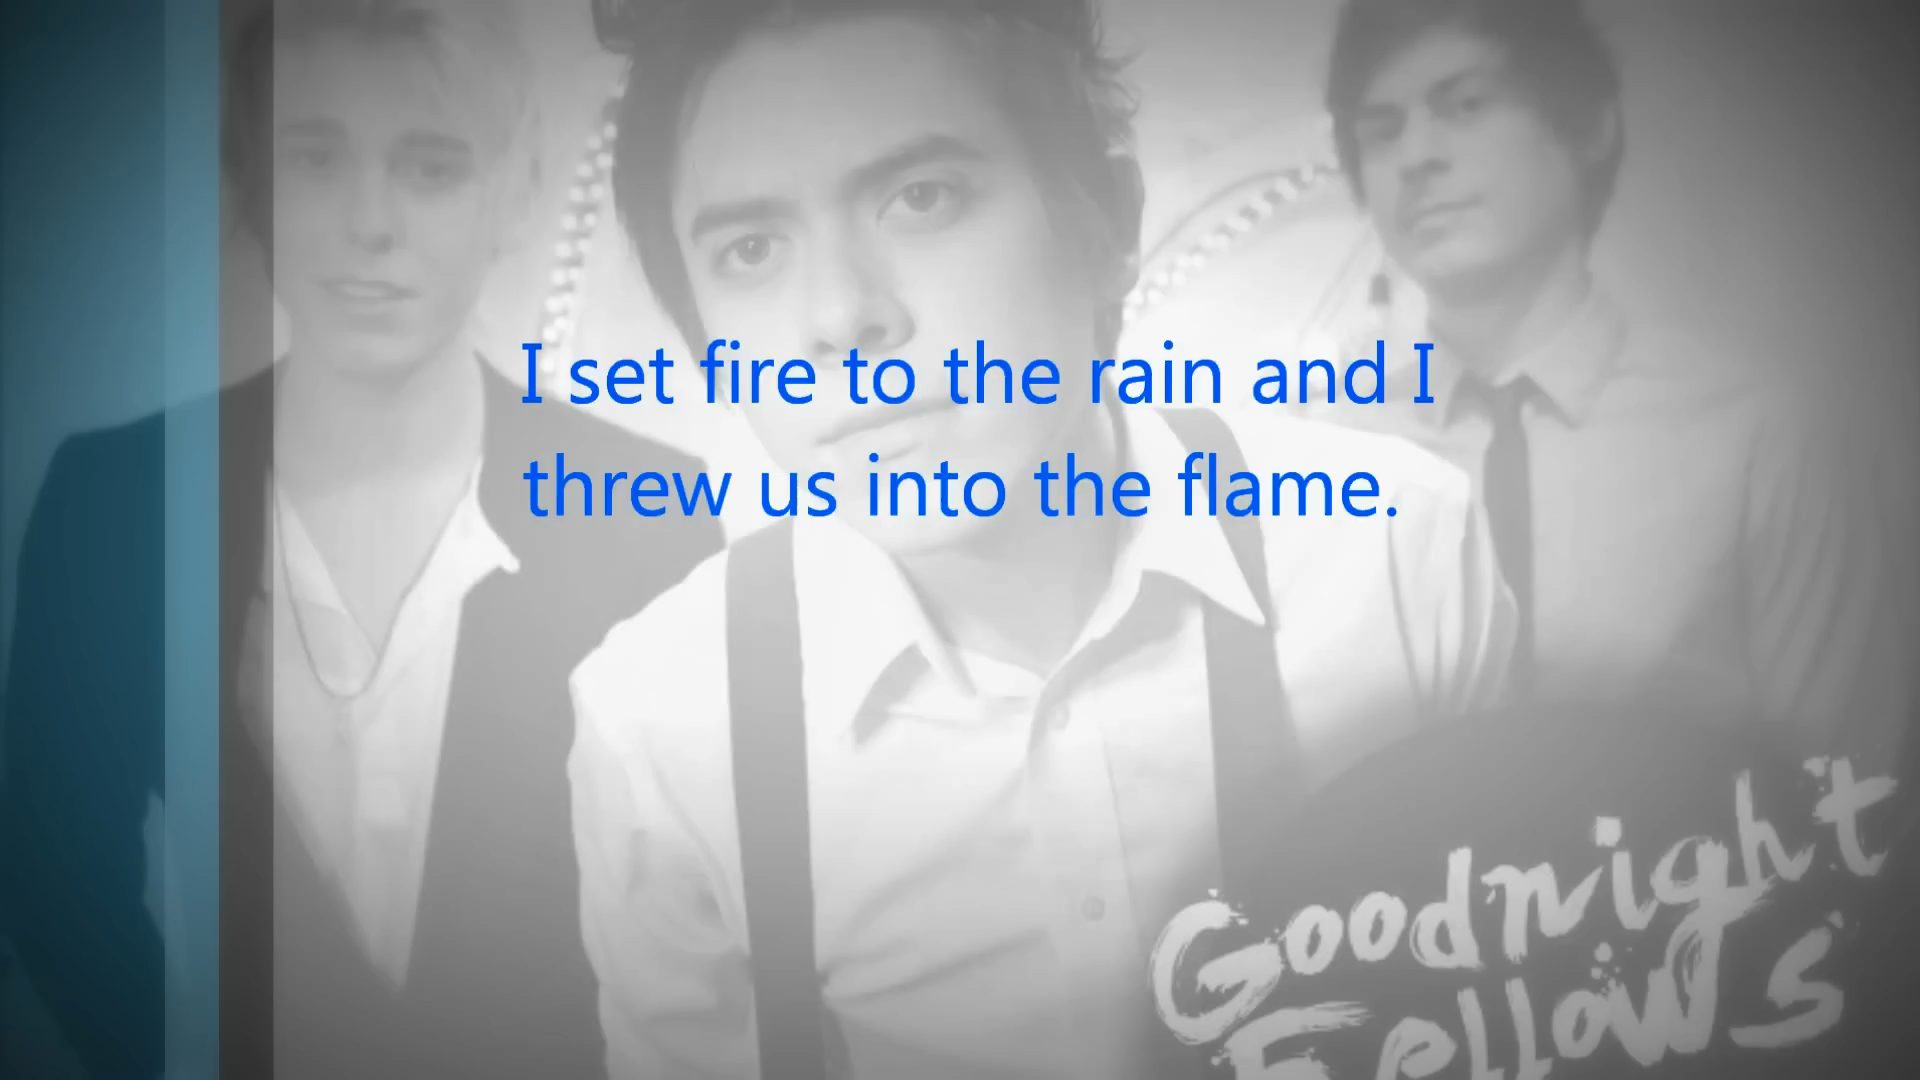 I set fire to the rain and I
threw us into the flame.
Goodnight
Fellows